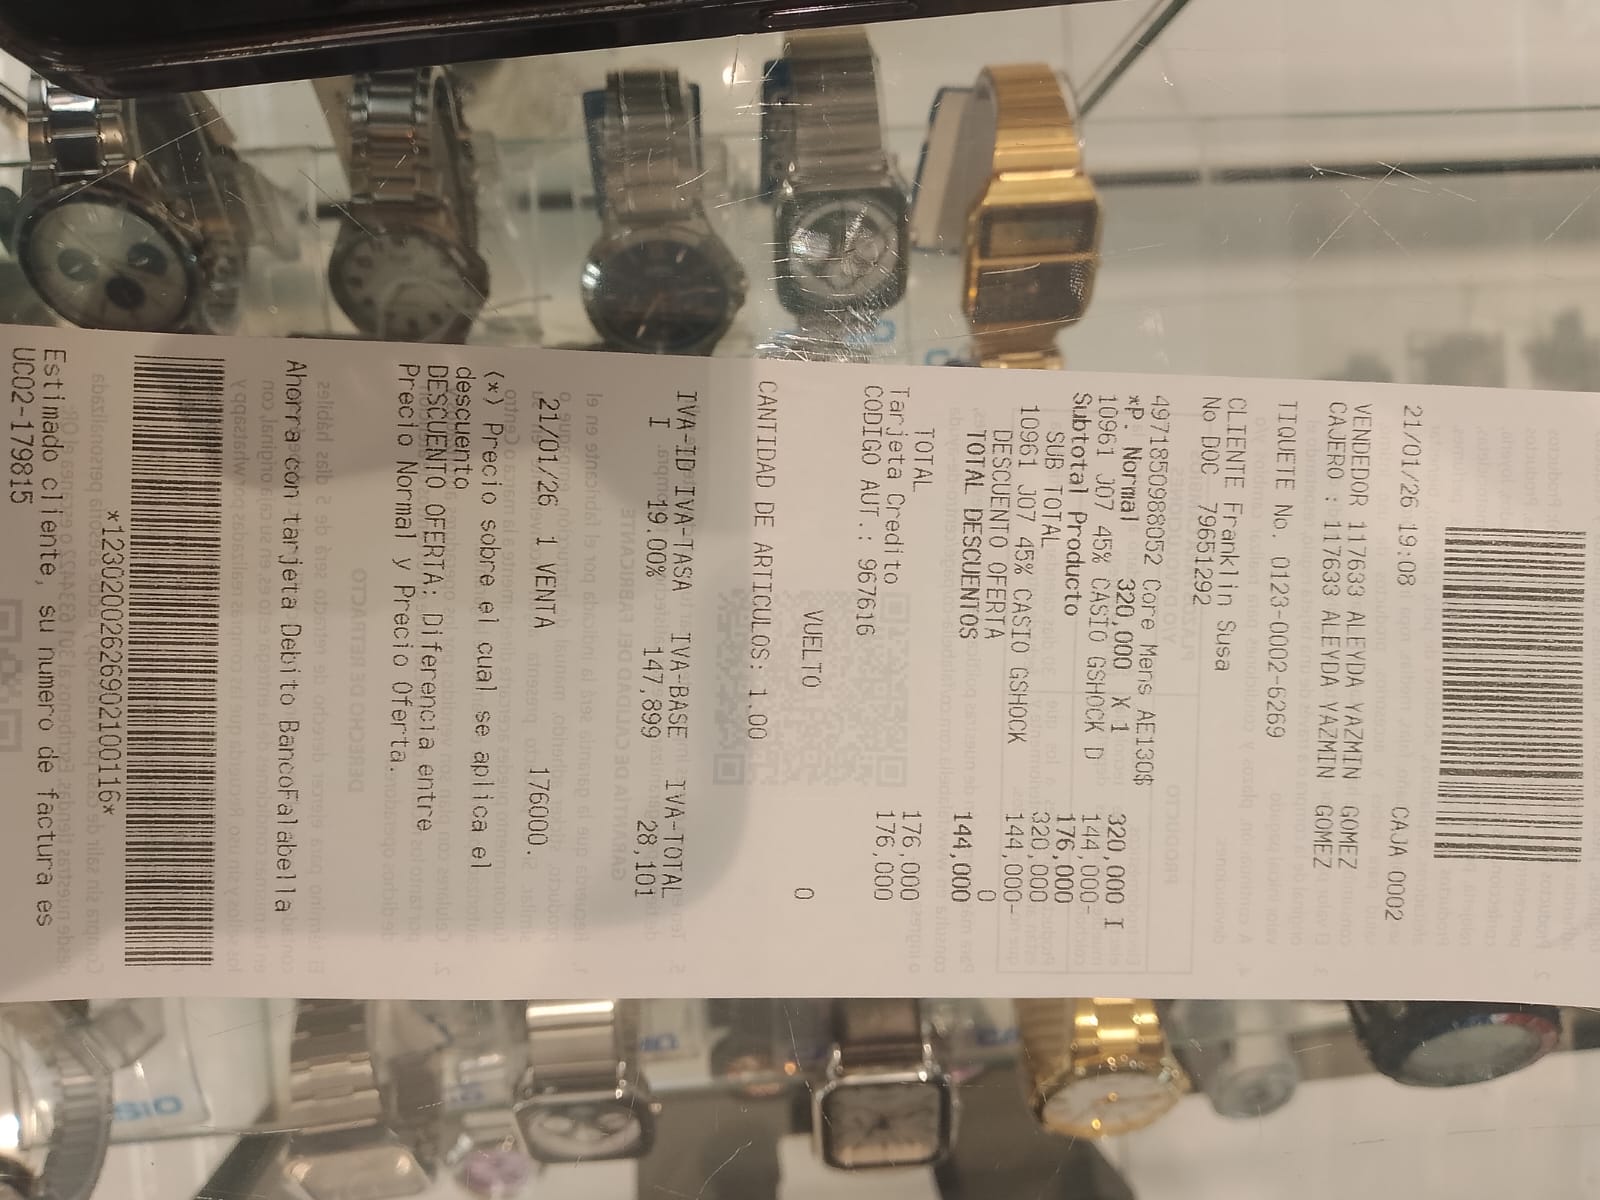 21/01/26 19:08 CAJA 0002
VENDEDOR 117633 ALEYDA YAZMIN GOMEZ
CAJERO : 117633 ALEYDA YAZMIN GOMEZ
TIQUETE No. 0123-0002-6269
CLIENTE Franklin Susa
No DOC 79651292
4971850988052 Core Mens AE130$
*P. Normal 320,000 X 1 320,000 I
10961 J07 45% CASIO GSHOCK D 144,000-
Subtotal Producto 176,000
SUB TOTAL 320,000
10961 J07 45% CASIO GSHOCK 144,000-
DESCUENTO OFERTA 0
TOTAL DESCUENTOS 144,000
TOTAL 176,000
Tarjeta Credito 176,000
CODIGO AUT.: 967616
VUELTO 0
CANTIDAD DE ARTICULOS: 1.00
IVA-ID IVA-TASA IVA-BASE IVA-TOTAL
I 19.00% 147,899 28,101
21/01/26 1 VENTA 176000.
(*) Precio sobre el cual se aplica el
descuento
DESCUENTO OFERTA: Diferencia entre
Precio Normal y Precio Oferta.
Ahorra con tarjeta Debito BancoFalabella
*1230200262690210011 6*
Estimado cliente, su numero de factura es
UC02-179815